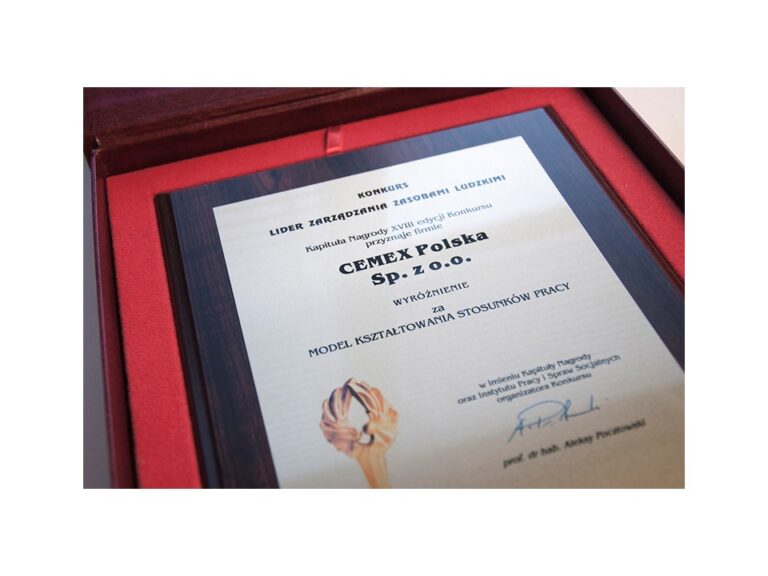 KONKURS
LIDER ZARZĄDZANIA ZASOBAMI LUDZKIMI
Kapituła Nagrody XVIII edycji Konkursu
przyznaje firmie
CEMEX Polska
Sp. z o.o.
WYRÓŻNIENIE
za
MODEL KSZTAŁTOWANIA STOSUNKÓW PRACY
w imieniu Kapituły Nagrody
oraz Instytutu Pracy i Spraw Socjalnych
organizatora Konkursu
prof. dr hab. Aleksy Pocztowski